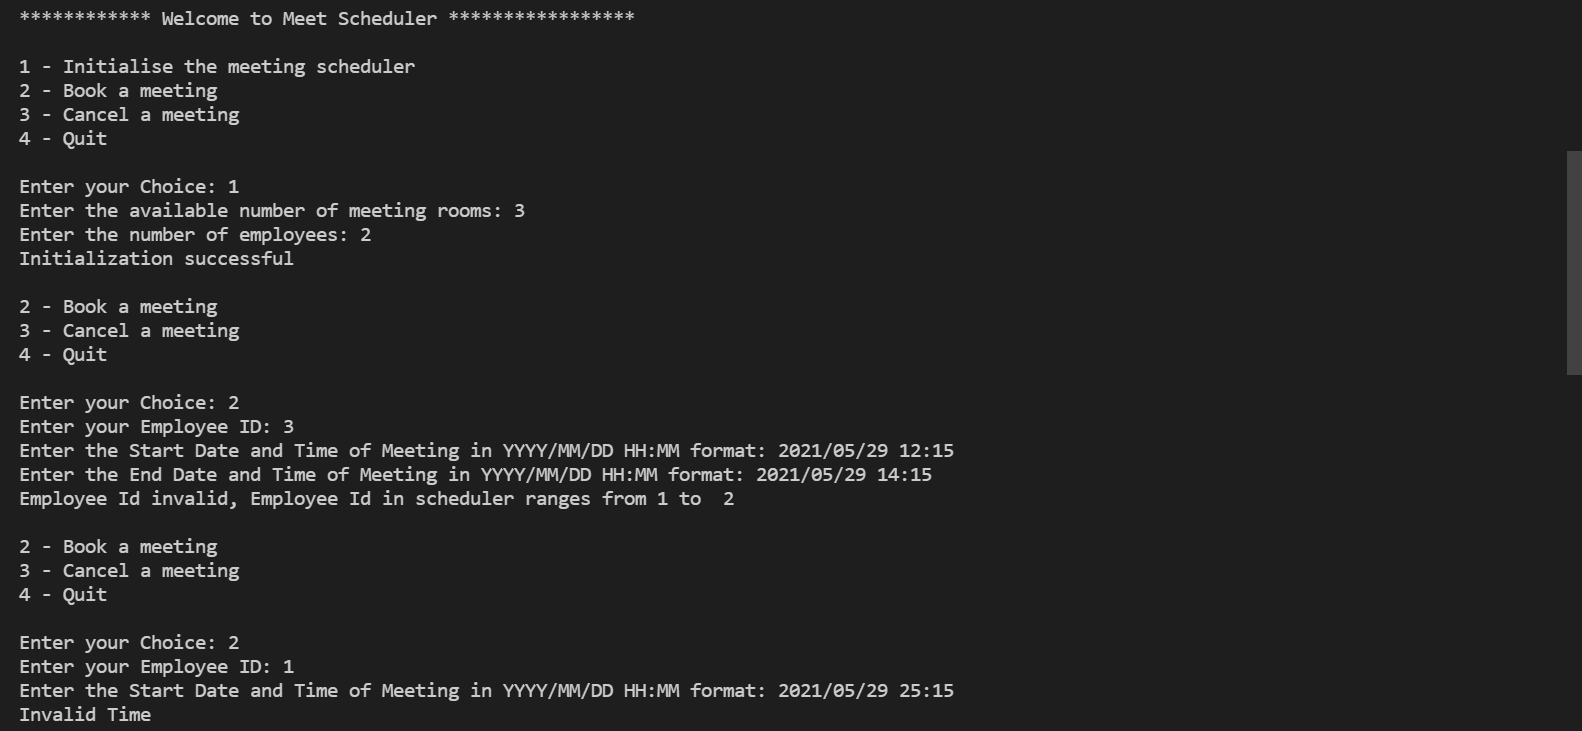 ************ Welcome to Meet Scheduler *****************
1 - Initialise the meeting scheduler
2 - Book a meeting
3 - Cancel a meeting
4 - Quit
Enter your Choice: 1
Enter the available number of meeting rooms: 3
Enter the number of employees: 2
Initialization successful
2 - Book a meeting
3 - Cancel a meeting
4 - Quit
Enter your Choice: 2
Enter your Employee ID: 3
Enter the Start Date and Time of Meeting in YYYY/MM/DD HH:MM format: 2021/05/29 12:15
Enter the End Date and Time of Meeting in YYYY/MM/DD HH:MM format: 2021/05/29 14:15
Employee Id invalid, Employee Id in scheduler ranges from 1 to  2
2 - Book a meeting
3 - Cancel a meeting
4 - Quit
Enter your Choice: 2
Enter your Employee ID: 1
Enter the Start Date and Time of Meeting in YYYY/MM/DD HH:MM format: 2021/05/29 25:15
Invalid Time